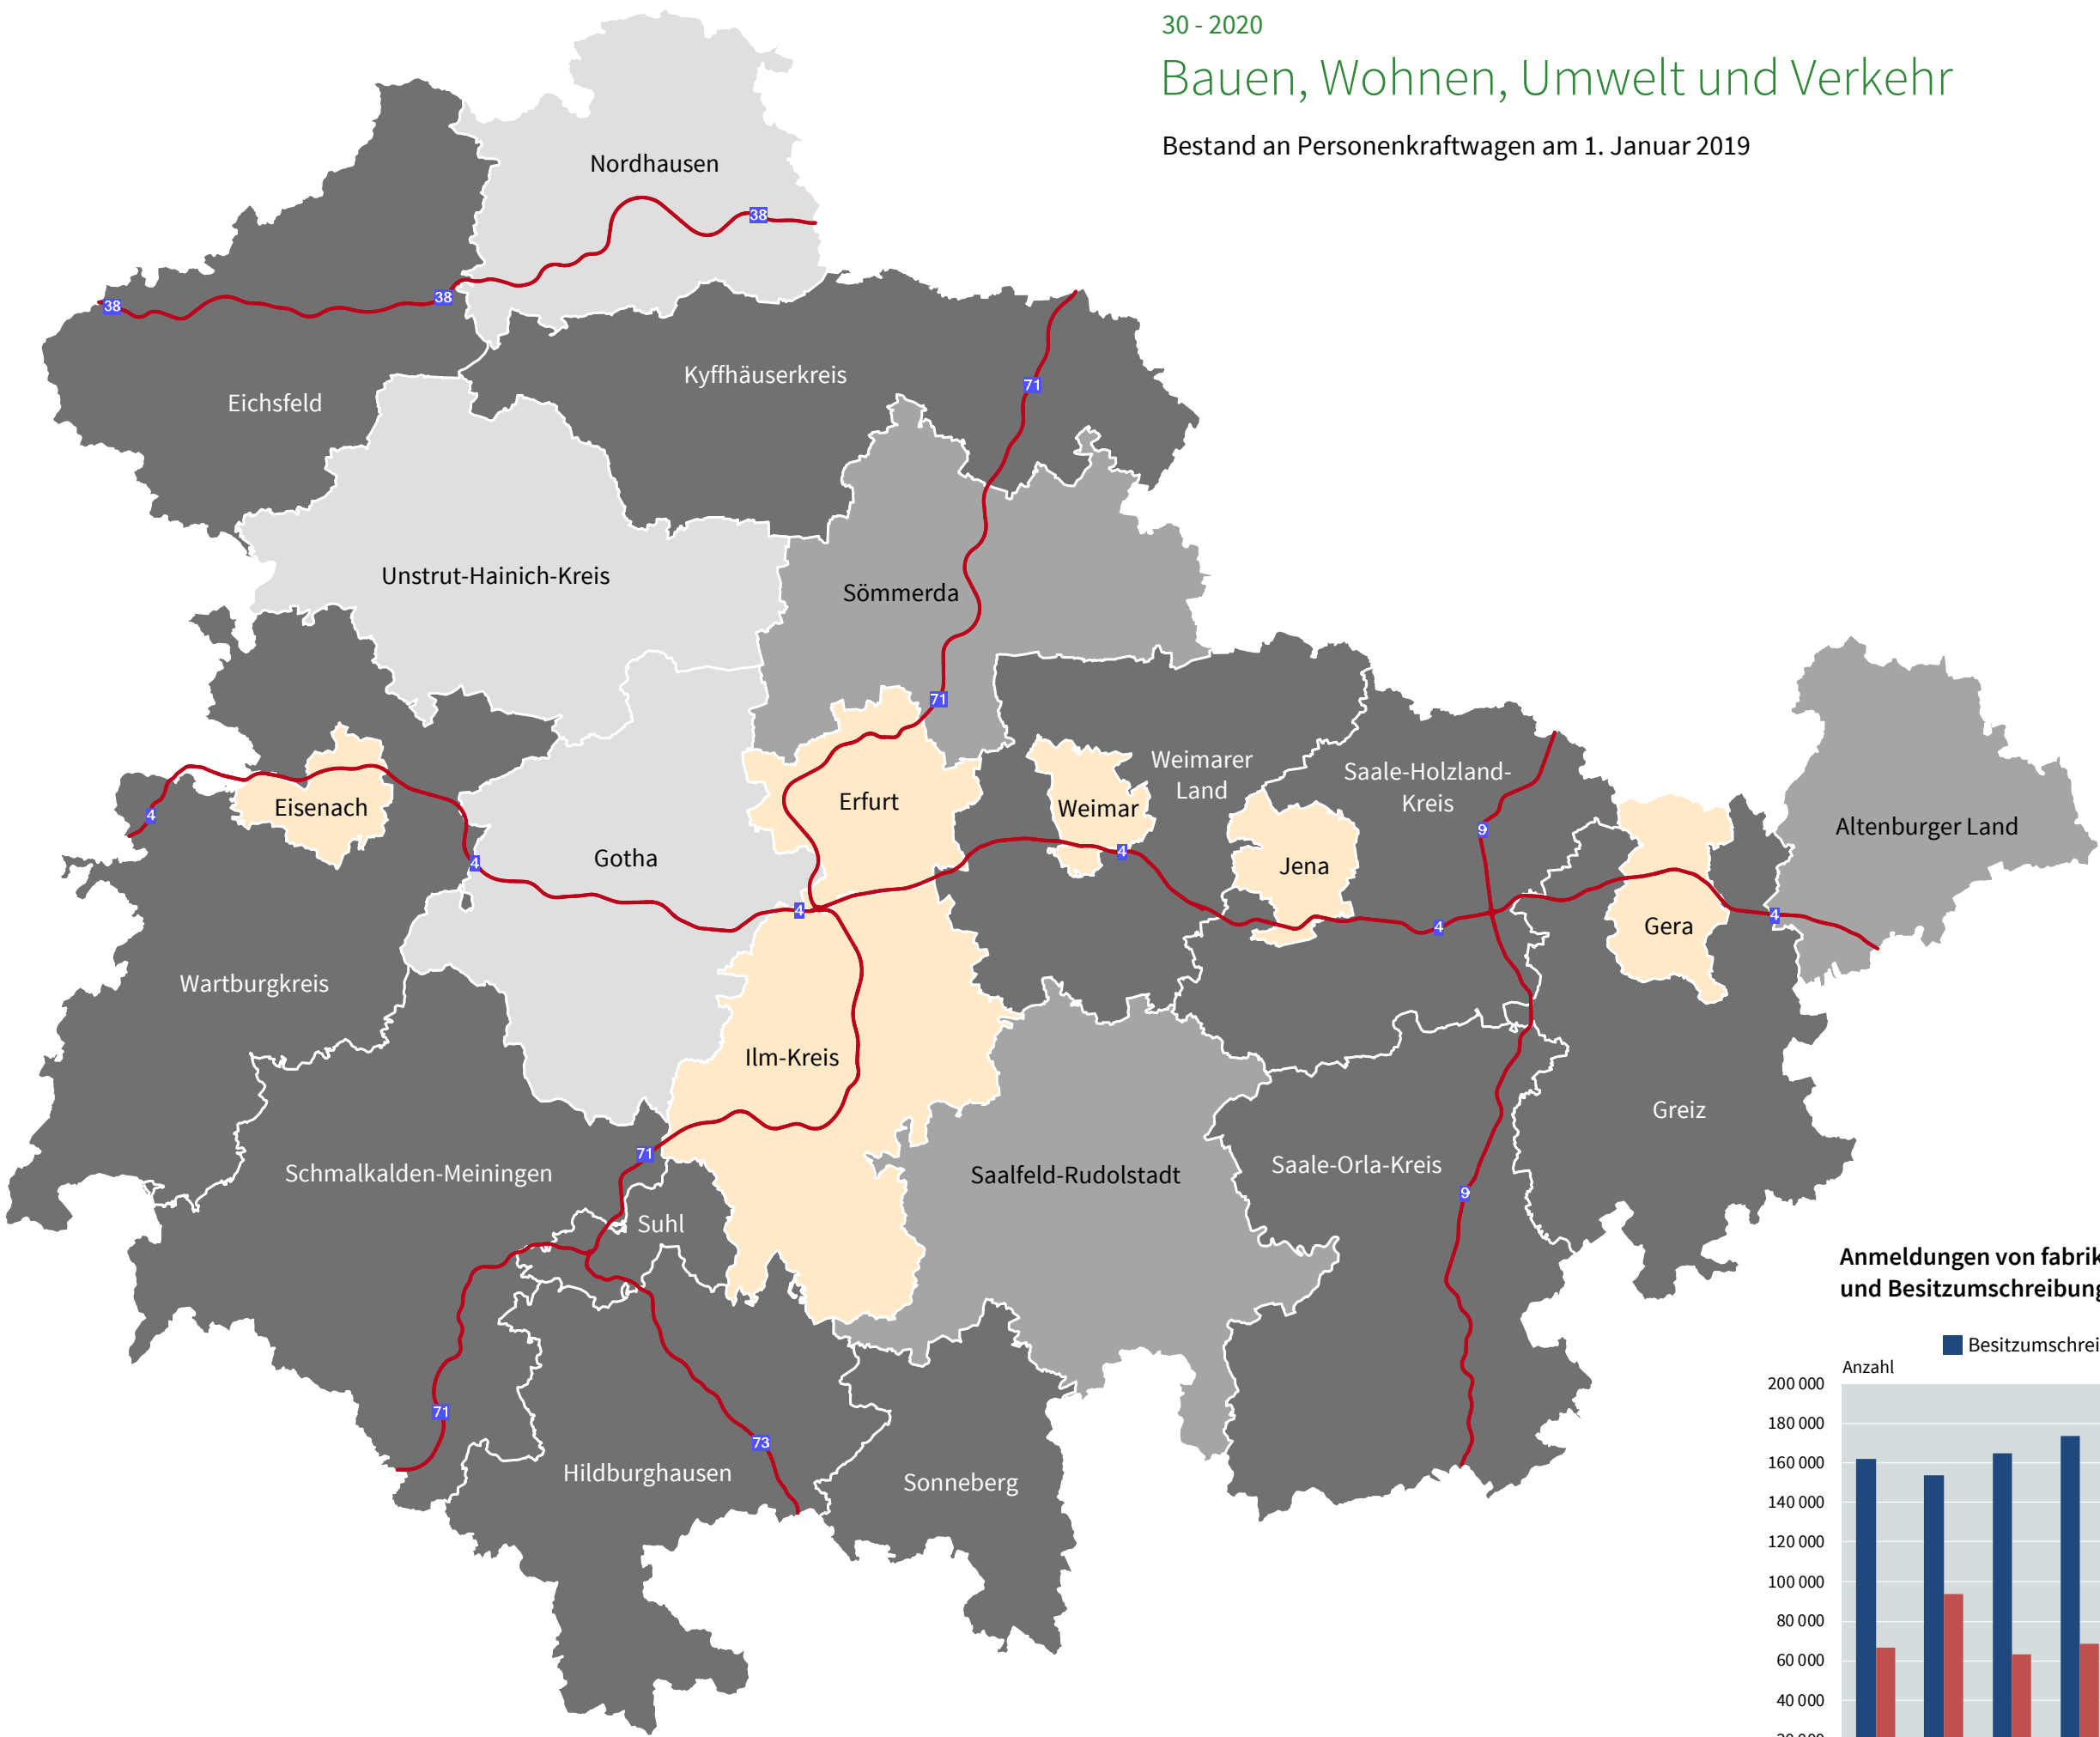 30 - 2020
Bauen, Wohnen, Umwelt und Verkehr
Bestand an Personenkraftwagen am 1. Januar 2019
Nordhausen
38
38
38
Kyffhäuserkreis
71
Eichsfeld
Unstrut-Hainich-Kreis
Sömmerda
71
Weimarer
Land
Saale-Holzland-
Kreis
Eisenach
Erfurt
Weimar
4
9
Altenburger Land
Gotha
4
4
Jena
4
4
4
Gera
Wartburgkreis
Ilm-Kreis
Greiz
71
Schmalkalden-Meiningen
Saalfeld-Rudolstadt
Saale-Orla-Kreis
9
Suhl
71
73
Hildburghausen
Sonneberg
Anmeldungen von
und Besitzumschreibung
Anzahl
200 000
180 000
160 000
140 000
120 000
100 000
80 000
60 000
40 000